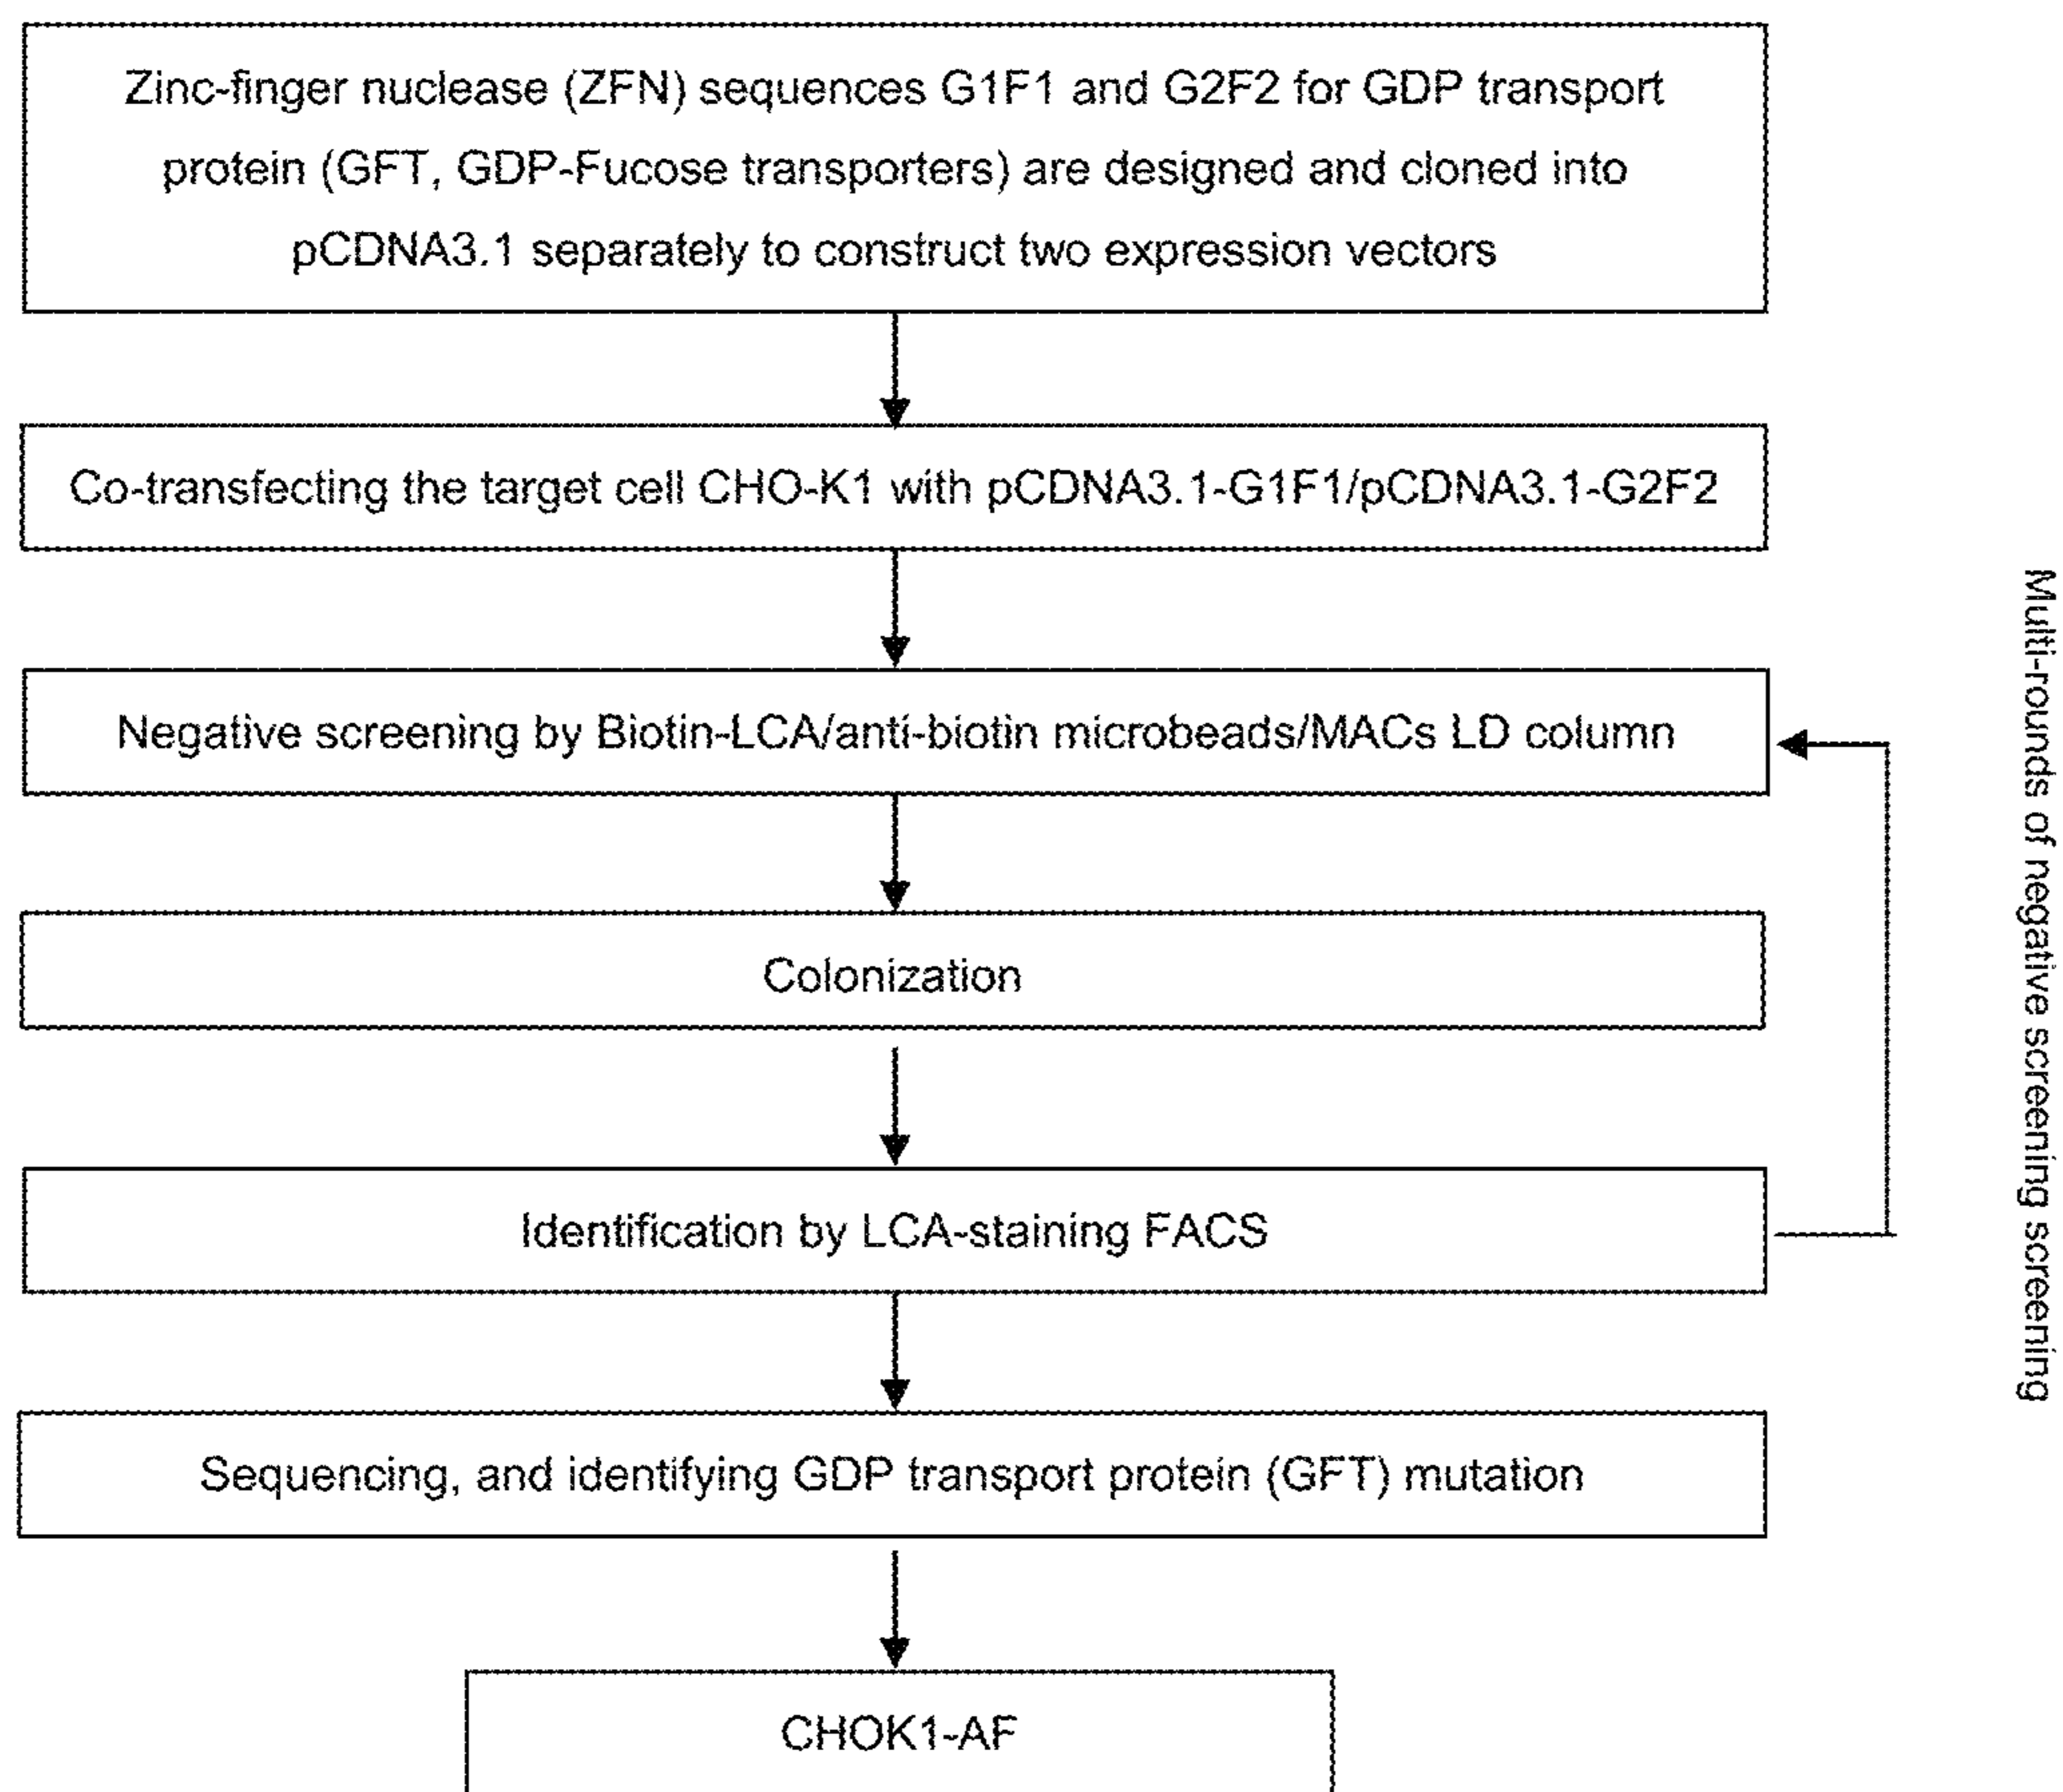 Zinc-finger nuclease (ZFN) sequences G1F1 and G2F2 for GDP transport
protein (GFT, GDP-Fucose transporters) are designed and cloned into
pCDNA3.1 separately to construct two expression vectors
Co-transfecting the target cell CHO-K1 with pCDNA3.1-G1F1/pCDNA3.1-G2F2
Negative screening by Biotin-LCA/anti-biotin microbeads/MACs LD column
Colonization
Identification by LCA-staining FACS
Multi-rounds of negative screening screening
Sequencing, and identifying GDP transport protein (GFT) mutation
CHOK1-AF